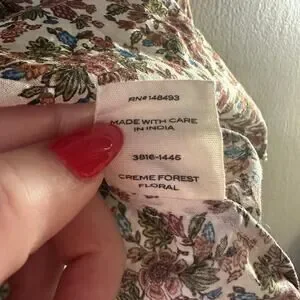 RN# 148493
MADE WITH CARE
IN INDIA
3816-1446
CREME FOREST
FLORAL